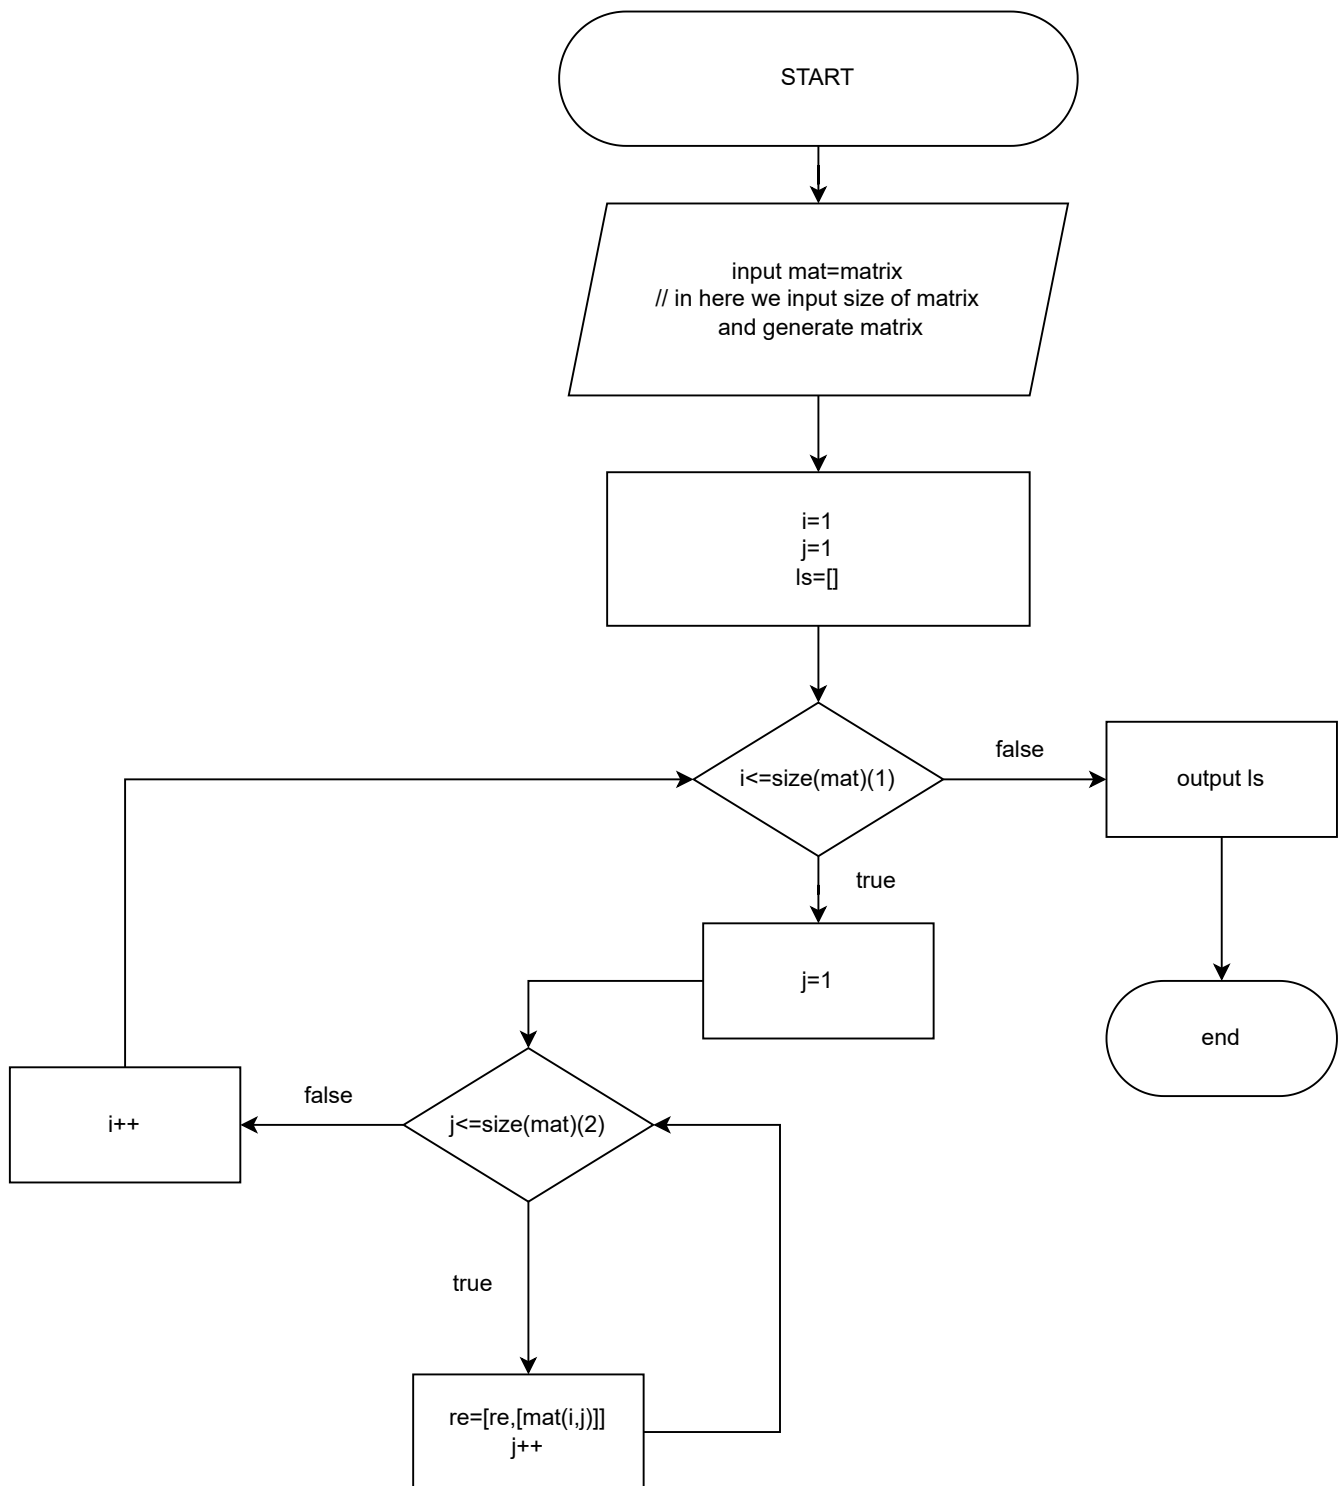 START
input mat=matrix
// in here we input size of matrix
and generate matrix
i=1
j=1
ls=[]
i<=size(mat)(1)
false
output ls
true
j=1
end
j<=size(mat)(2)
false
i++
true
re=[re,[mat(i,j)]]
j++